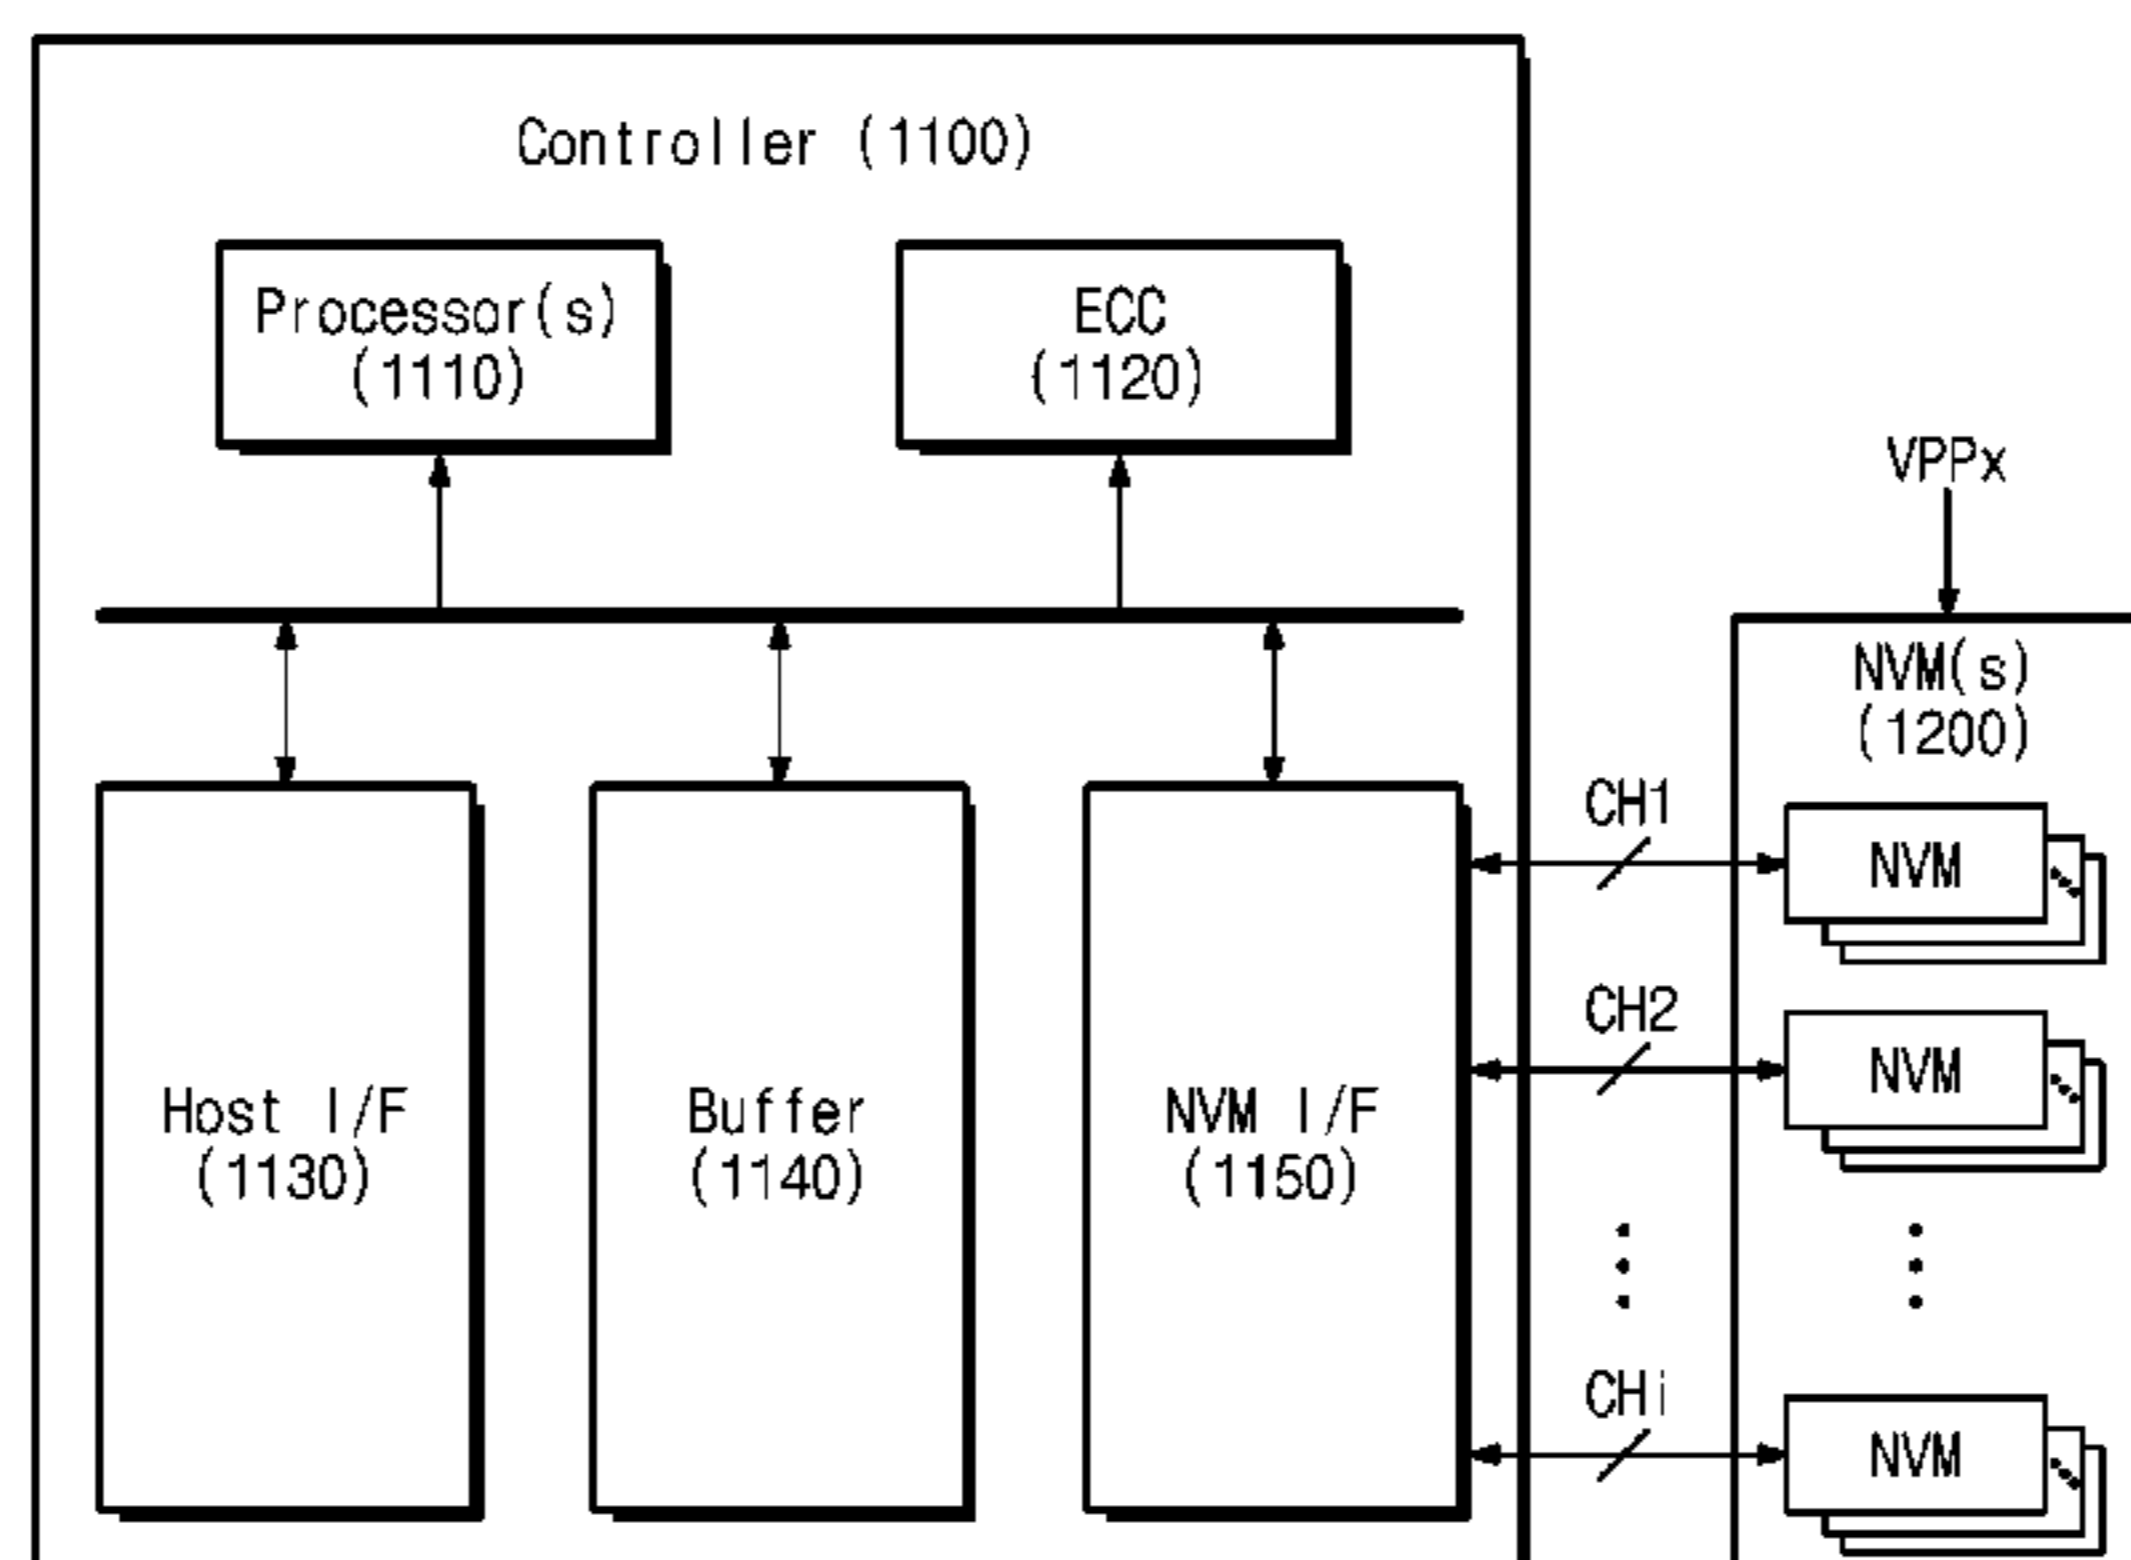 Controller (1100)
Processor(s)
(1110)
ECC
(1120)
VPPx
NVM(s)
(1200)
CH1
NVM
CH2
NVM
Host I/F
(1130)
Buffer
(1140)
NVM I/F
(1150)
CHi
NVM